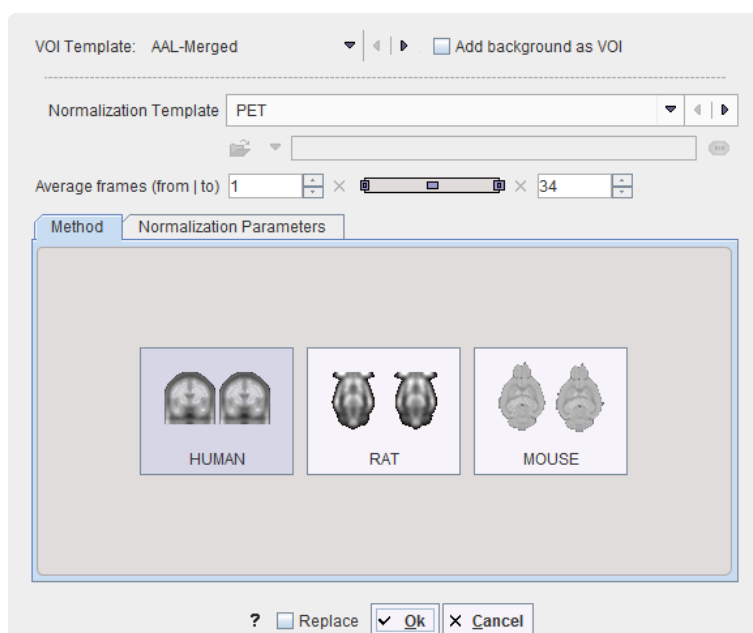 VOI Template: AAL-Merged Add background as VOI
Normalization Template PET
Average frames (from | to) 1 34
Method Normalization Parameters
HUMAN RAT MOUSE
? Replace Ok Cancel